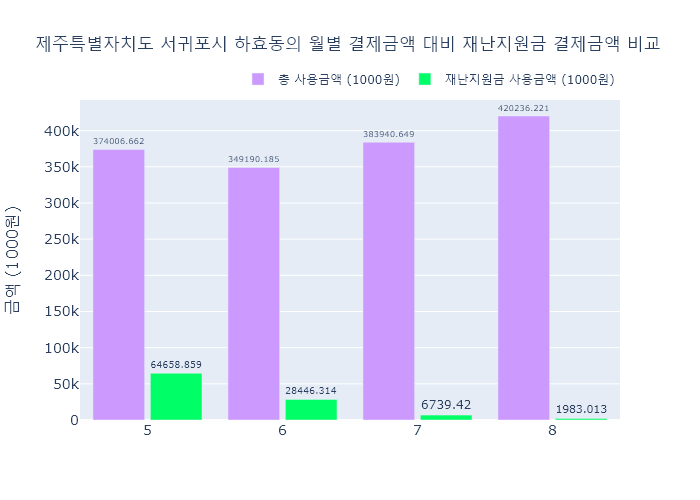 제주특별자치도 서귀포시 하효동의 월별 결제금액 대비 재난지원금 결제금액 비교
총 사용금액 (1000원) 재난지원금 사용금액 (1000원)
금액 (1000원)
400k
350k
300k
250k
200k
150k
100k
50k
0
374006.662
349190.185
383940.649
420236.221
64658.859
28446.314
6739.42
1983.013
5 6 7 8